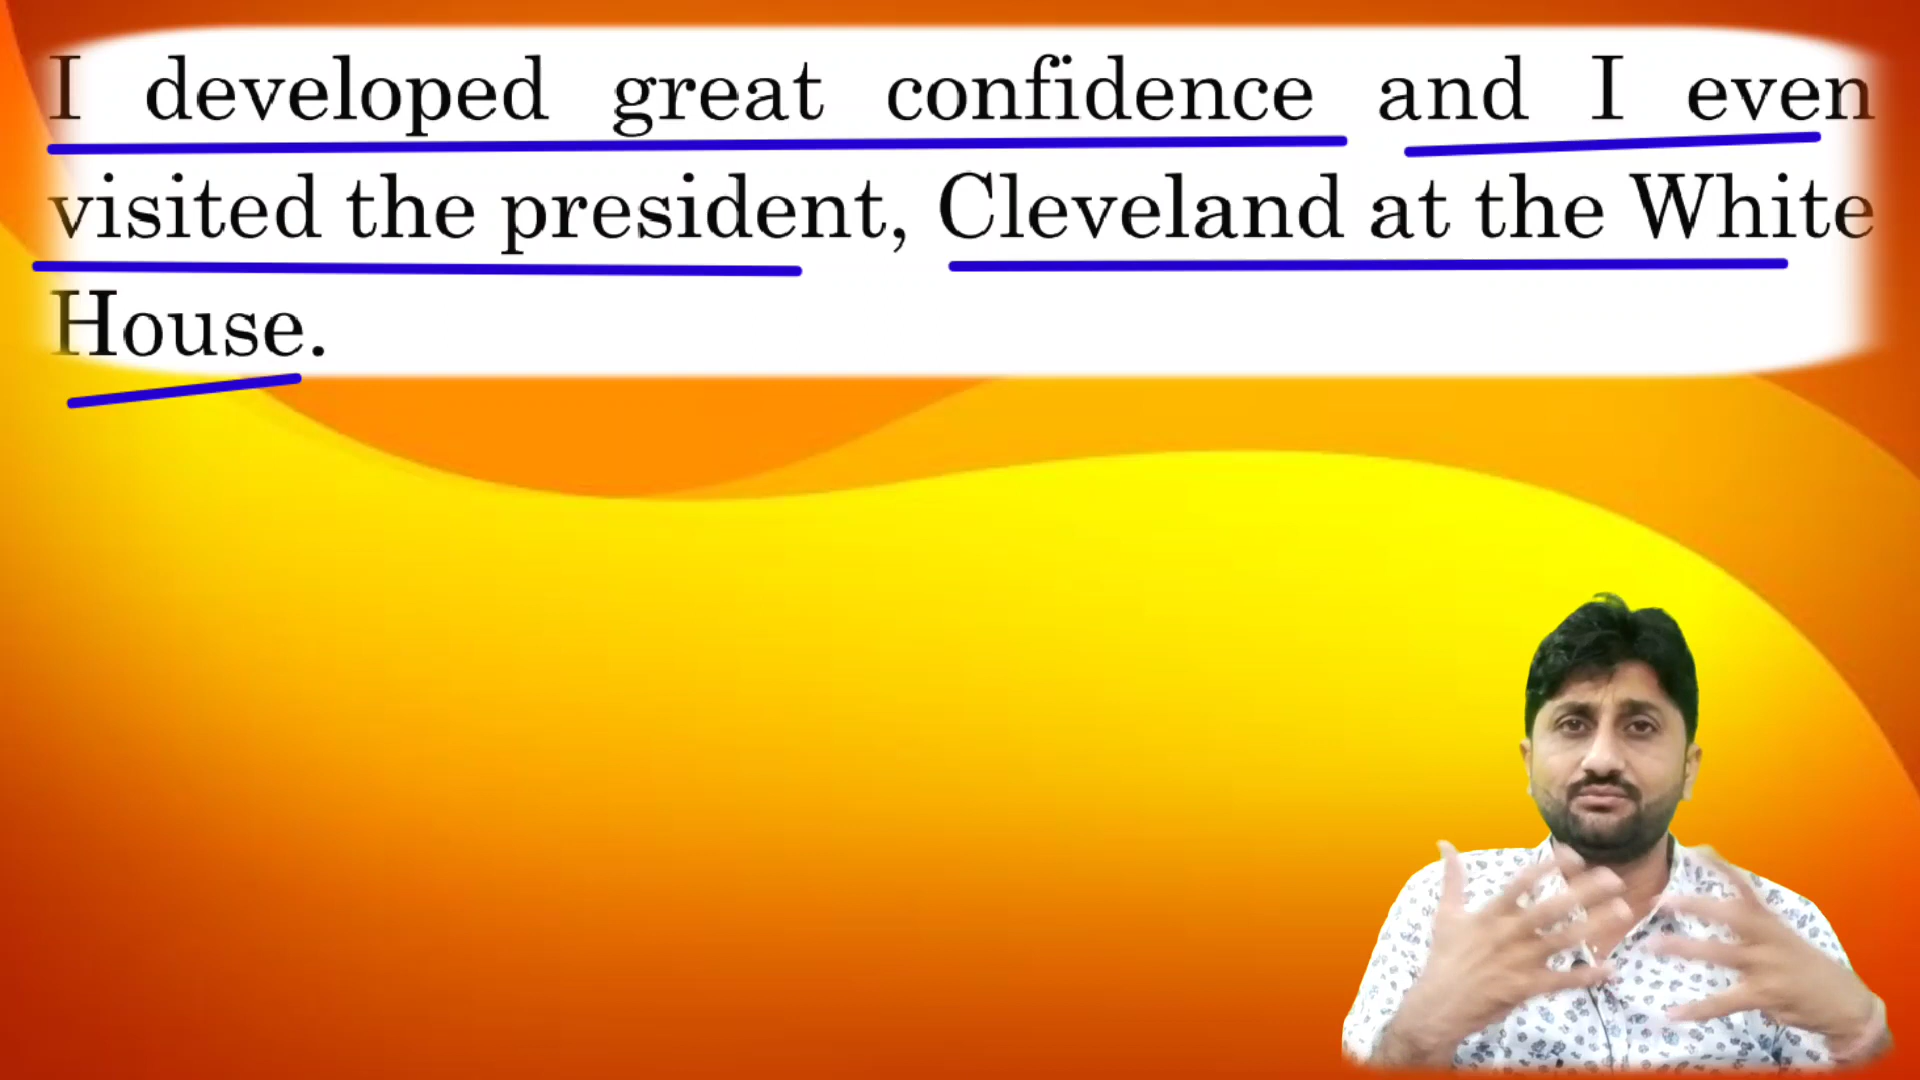 I developed great confidence and I even
visited the president, Cleveland at the White
House.